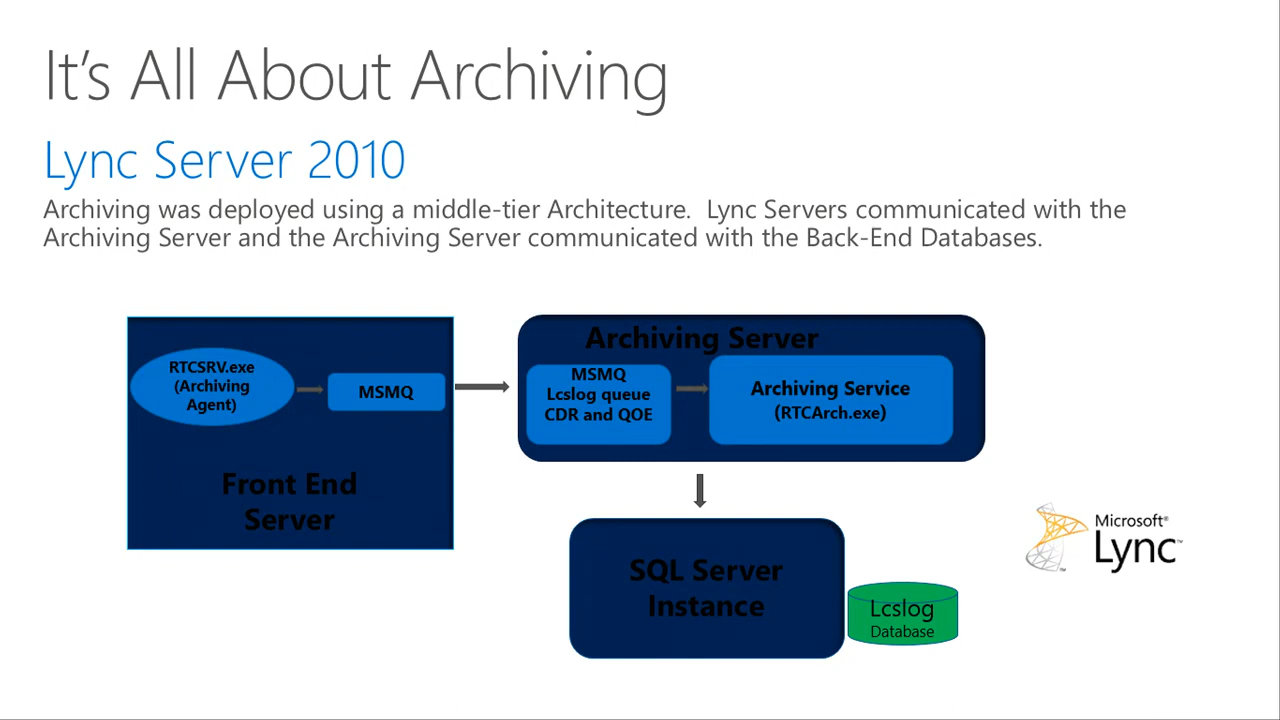 It's All About Archiving
Lync Server 2010
Archiving was deployed using a middle-tier Architecture.  Lync Servers communicated with the
Archiving Server and the Archiving Server communicated with the Back-End Databases.
RTCSRV.exe
(Archiving
Agent)
MSMQ
Front End
Server
Archiving Server
MSMQ
Lcslog queue
CDR and QOE
Archiving Service
(RTCArch.exe)
SQL Server
Instance
Lcslog
Database
Microsoft®
Lync™